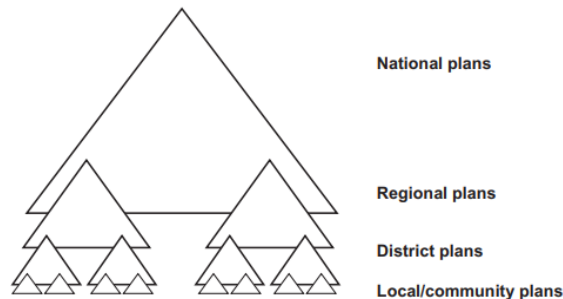 National plans
Regional plans
District plans
Local/community plans